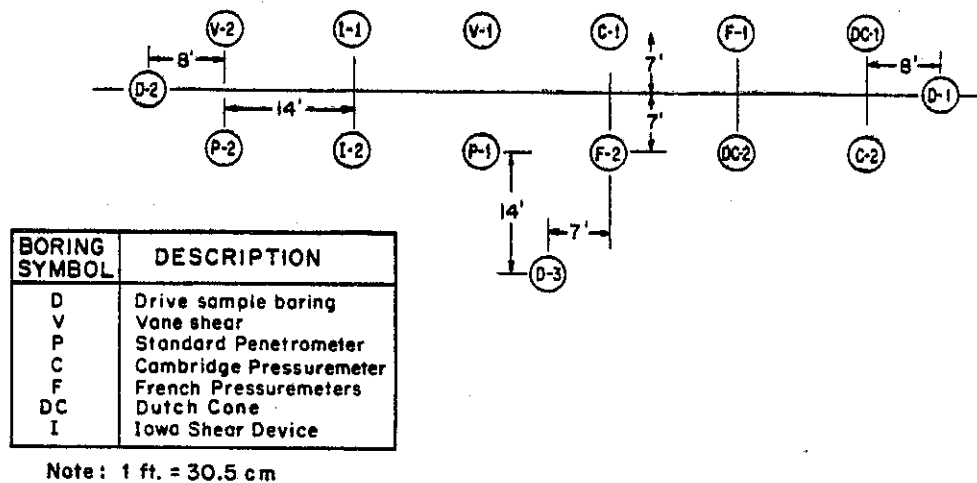 V-2 I-1 V-1 C-1 F-1 DC-1
8' 7' 8'
D-2 D-1
14' 7'
P-2 I-2 P-1 F-2 DC-2 C-2
14' 7'
D-3
BORING SYMBOL DESCRIPTION
D Drive sample boring
V Vane shear
P Standard Penetrometer
C Cambridge Pressuremeter
F French Pressuremeters
DC Dutch Cone
I Iowa Shear Device
Note: 1 ft. = 30.5 cm